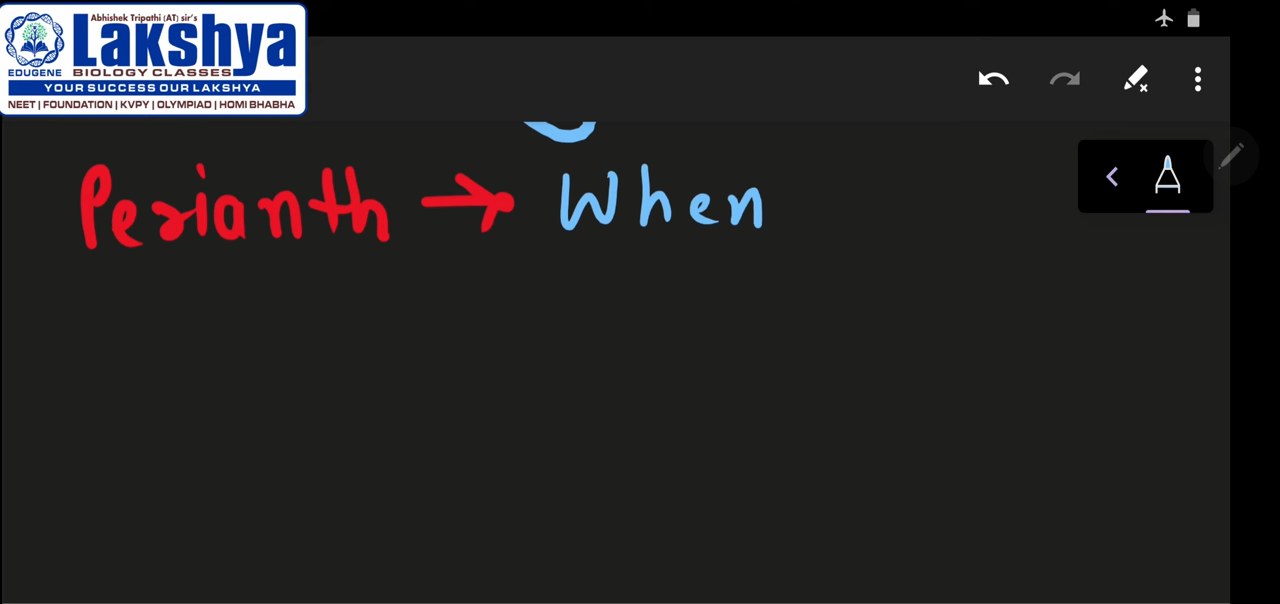 Abhishek Tripathi (AT) sir's
Lakshya
EDUGENE BIOLOGY CLASSES
YOUR SUCCESS OUR LAKSHYA
NEET | FOUNDATION | KVPY | OLYMPIAD | HOMI BHABHA
Perianth → When